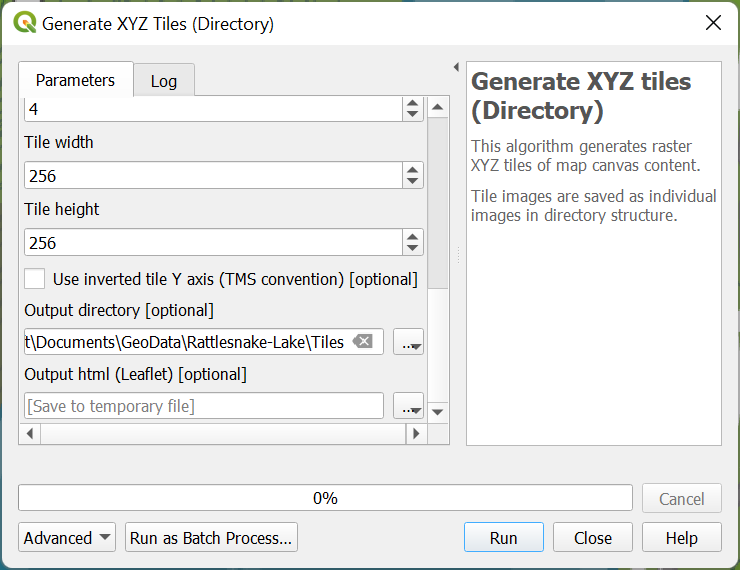 Generate XYZ Tiles (Directory)
Parameters
Log
4
Tile width
256
Tile height
256
Use inverted tile Y axis (TMS convention) [optional]
Output directory [optional]
t\Documents\GeoData\Rattlesnake-Lake\Tiles
...
Output html (Leaflet) [optional]
[Save to temporary file]
...
Generate XYZ tiles
(Directory)
This algorithm generates raster
XYZ tiles of map canvas content.
Tile images are saved as individual
images in directory structure.
0%
Cancel
Advanced
Run as Batch Process...
Run
Close
Help